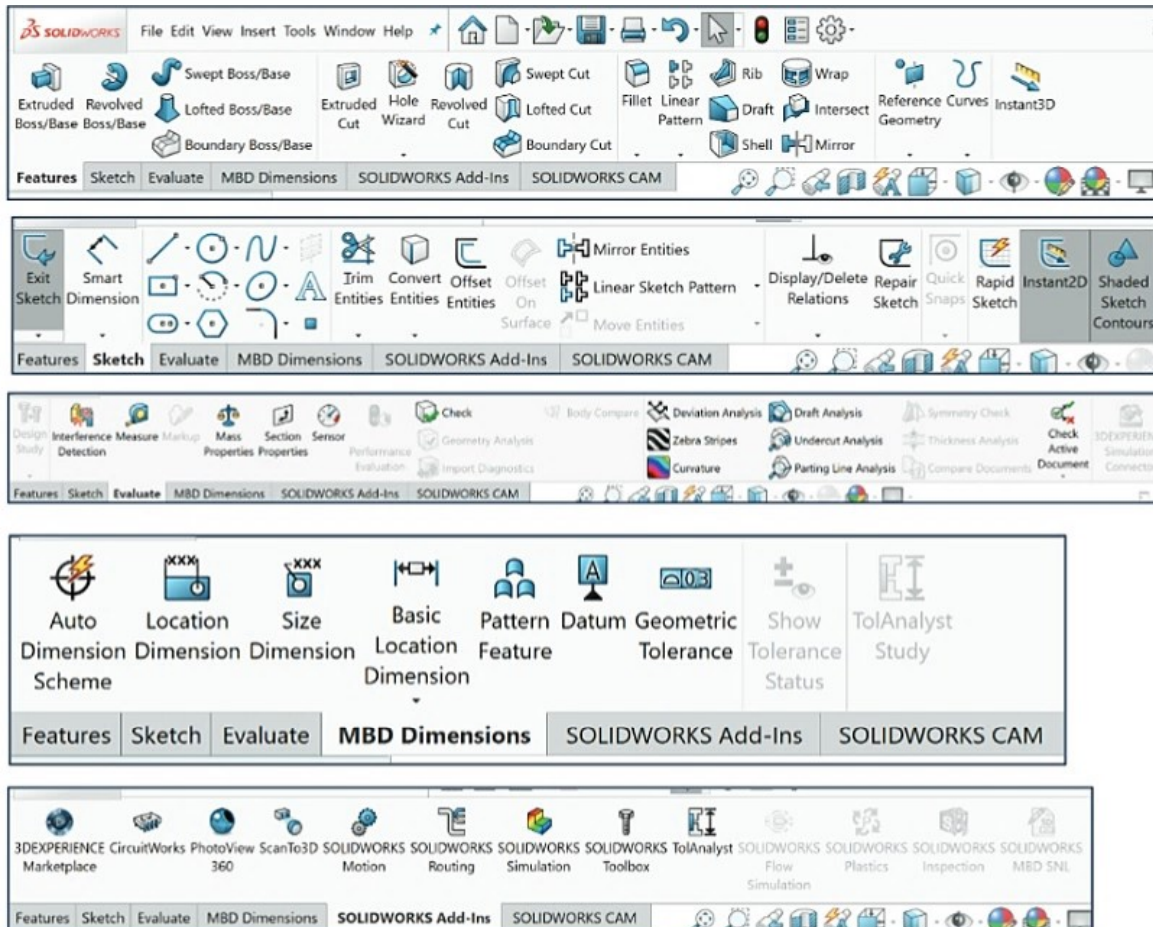 SOLIDWORKS File Edit View Insert Tools Window Help
Extruded Boss/Base
Revolved Boss/Base
Swept Boss/Base
Lofted Boss/Base
Boundary Boss/Base
Extruded Cut
Hole Wizard
Revolved Cut
Swept Cut
Lofted Cut
Boundary Cut
Fillet
Linear Pattern
Rib
Draft
Shell
Wrap
Intersect
Mirror
Reference Geometry
Curves
Instant3D
Features Sketch Evaluate MBD Dimensions SOLIDWORKS Add-Ins SOLIDWORKS CAM
Exit Sketch
Smart Dimension
A
Trim Entities
Convert Entities
Offset Entities
Offset On Surface
Mirror Entities
Linear Sketch Pattern
Move Entities
Display/Delete Relations
Repair Sketch
Quick Snaps
Rapid Sketch
Instant2D
Shaded Sketch Contours
Features Sketch Evaluate MBD Dimensions SOLIDWORKS Add-Ins SOLIDWORKS CAM
Design Study
Interference Detection
Measure
Markup
Mass Properties
Section Properties
Sensor
Performance Evaluation
Check
Geometry Analysis
Import Diagnostics
Body Compare
Deviation Analysis
Zebra Stripes
Curvature
Draft Analysis
Undercut Analysis
Parting Line Analysis
Symmetry Check
Thickness Analysis
Compare Documents
Check Active Document
Features Sketch Evaluate MBD Dimensions SOLIDWORKS Add-Ins SOLIDWORKS CAM
Auto Dimension Scheme
XXX
Location Dimension
XXX
Size Dimension
Basic Location Dimension
Pattern Feature
A
Datum
Geometric Tolerance
Show Tolerance Status
TolAnalyst Study
Features Sketch Evaluate MBD Dimensions SOLIDWORKS Add-Ins SOLIDWORKS CAM
3DEXPERIENCE Marketplace
CircuitWorks
PhotoView 360
ScanTo3D
SOLIDWORKS Motion
SOLIDWORKS Routing
SOLIDWORKS Simulation
SOLIDWORKS Toolbox
TolAnalyst
SOLIDWORKS Flow Simulation
SOLIDWORKS Plastics
SOLIDWORKS Inspection
SOLIDWORKS MBD SNL
Features Sketch Evaluate MBD Dimensions SOLIDWORKS Add-Ins SOLIDWORKS CAM